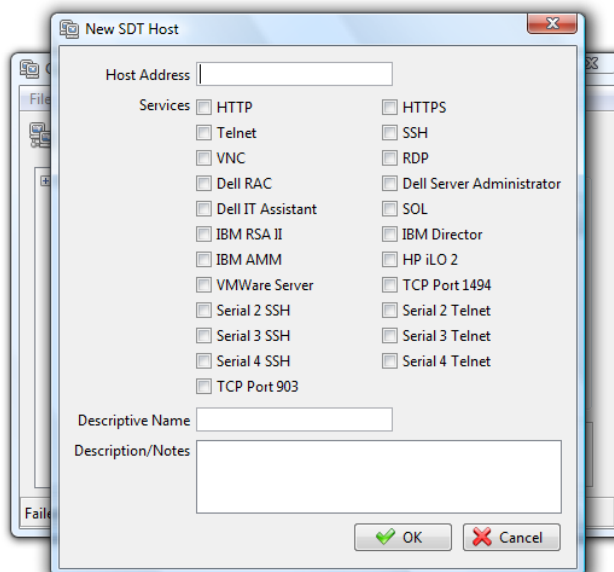 New SDT Host
File
Host Address
Services HTTP HTTPS
Telnet SSH
VNC RDP
Dell RAC Dell Server Administrator
Dell IT Assistant SOL
IBM RSA II IBM Director
IBM AMM HP iLO 2
VMWare Server TCP Port 1494
Serial 2 SSH Serial 2 Telnet
Serial 3 SSH Serial 3 Telnet
Serial 4 SSH Serial 4 Telnet
TCP Port 903
Descriptive Name
Description/Notes
OK Cancel